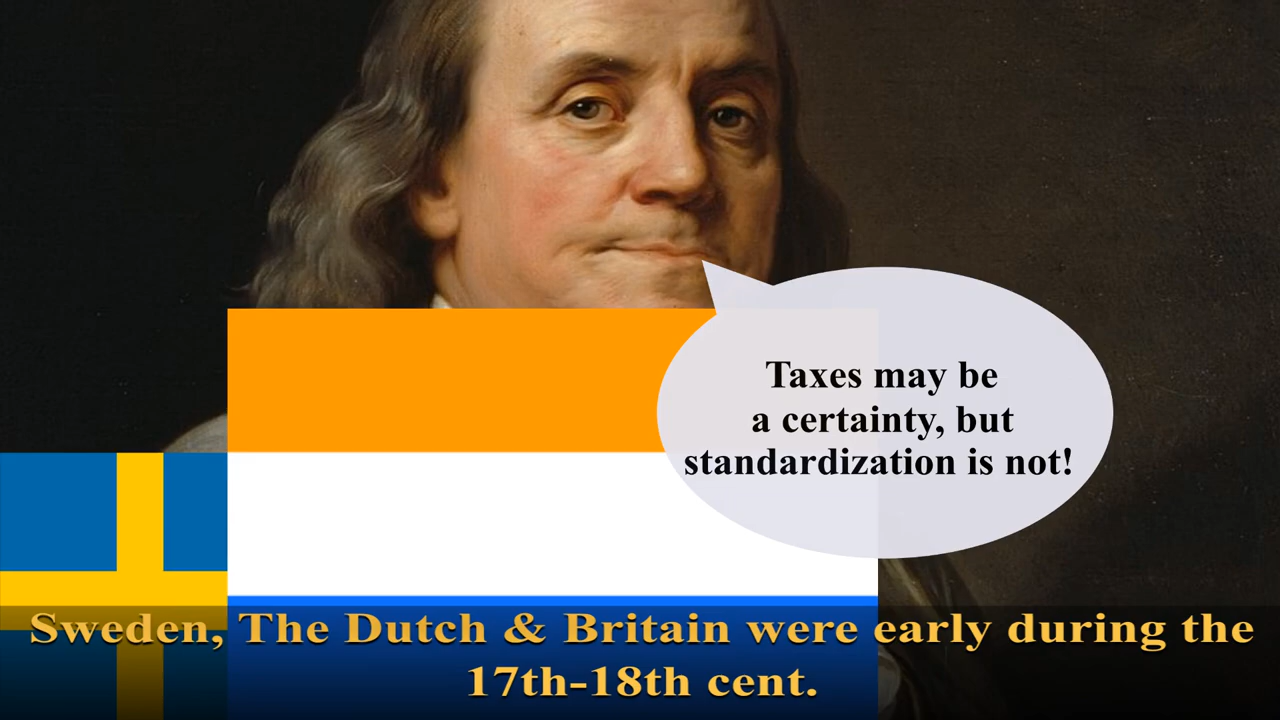 Taxes may be
a certainty, but
standardization is not!
Sweden, The Dutch & Britain were early during the
17th-18th cent.